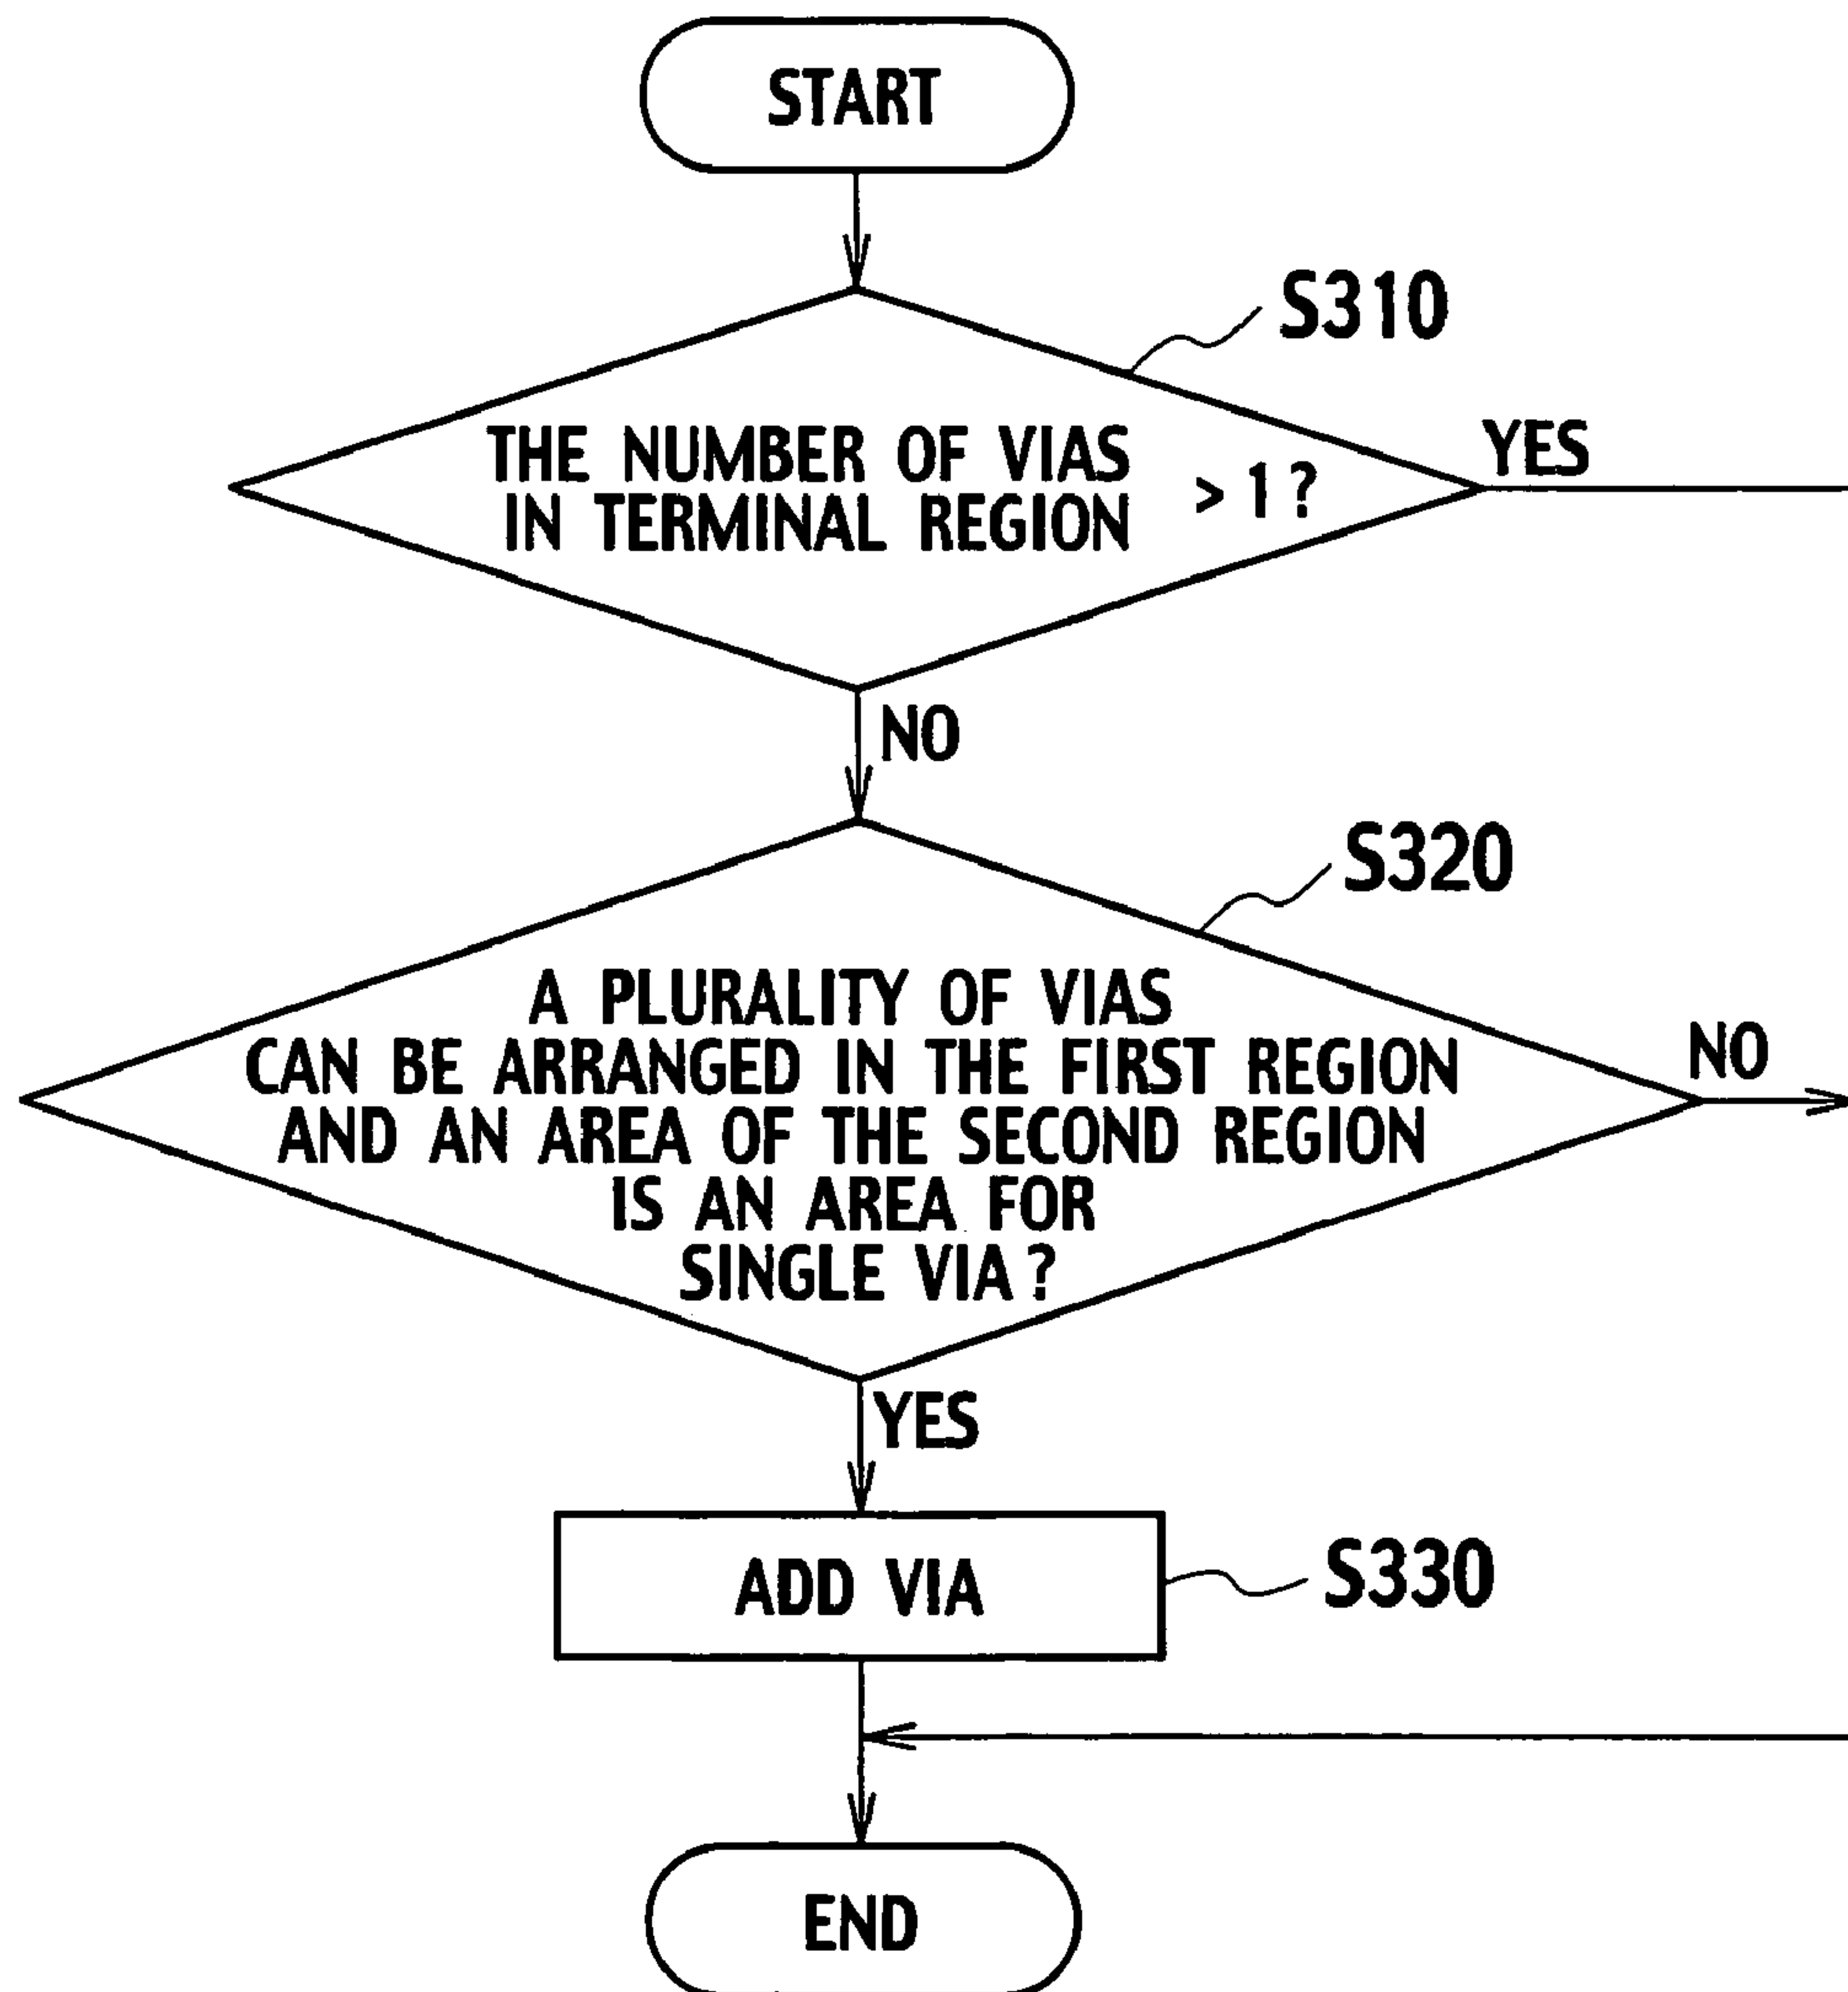 START
S310
THE NUMBER OF VIAS
IN TERMINAL REGION
> 1 ?
YES
NO
S320
A PLURALITY OF VIAS
CAN BE ARRANGED IN THE FIRST REGION
AND AN AREA OF THE SECOND REGION
IS AN AREA FOR
SINGLE VIA ?
NO
YES
ADD VIA
S330
END